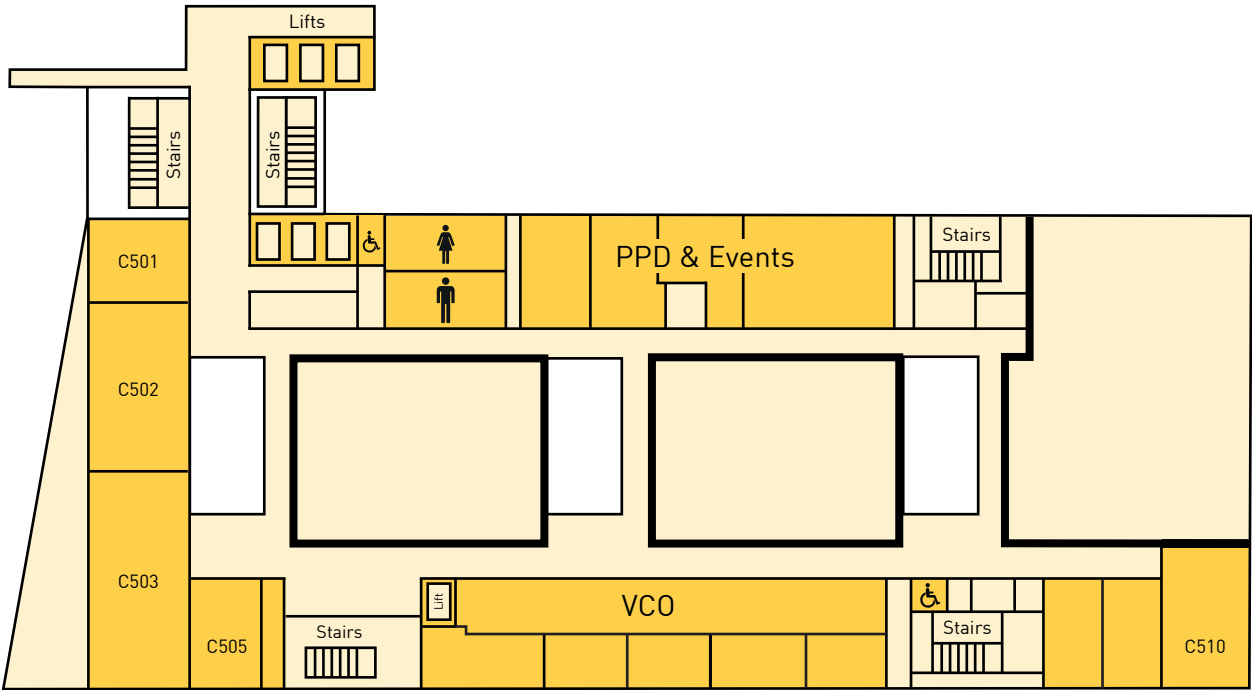 Lifts
Stairs
Stairs
C501
PPD & Events
Stairs
C502
C503
Lift
VCO
C505
Stairs
Stairs
C510